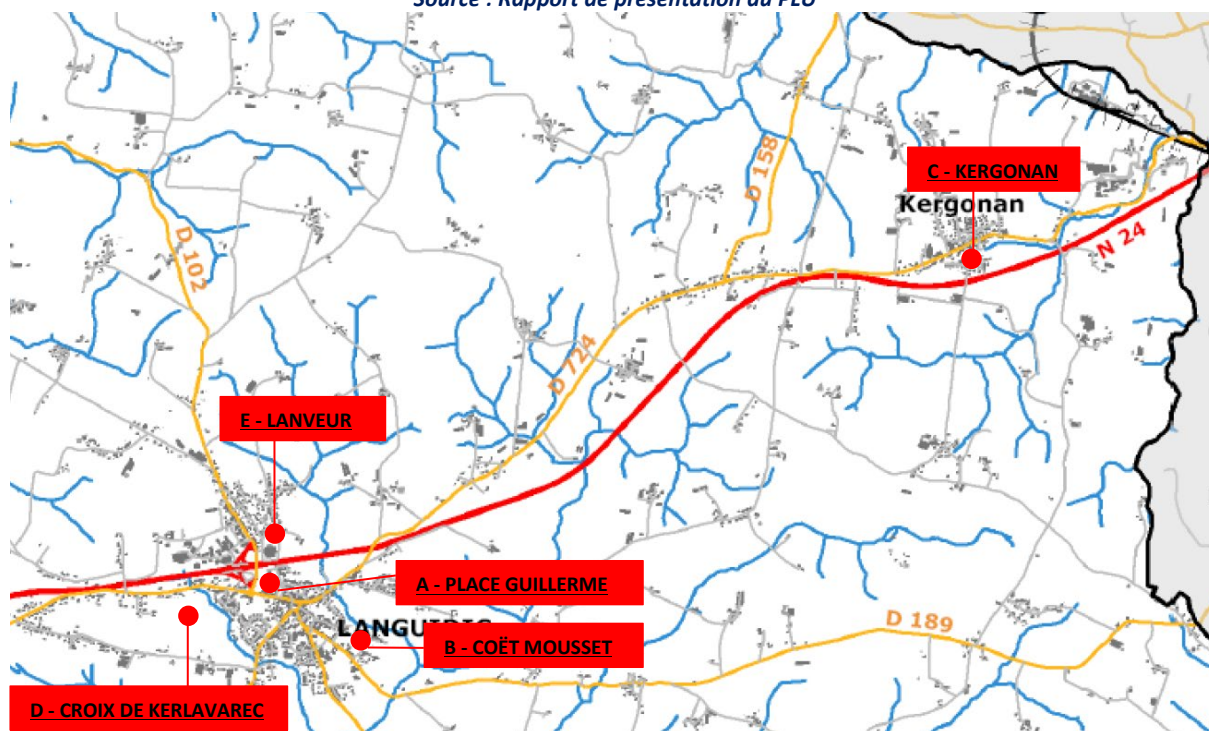 Source : Rapport de présentation du PLU
C - KERGONAN
Kergonan
D 158
N 24
D 102
D 724
E - LANVEUR
A - PLACE GUILLERME
LANGUIDIC
B - COËT MOUSSET
D 189
D - CROIX DE KERLAVAREC